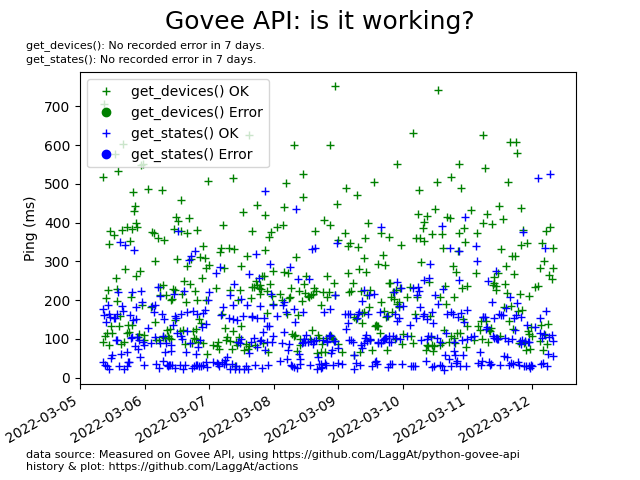 Govee API: is it working?
get_devices(): No recorded error in 7 days.
get_states(): No recorded error in 7 days.
get_devices() OK
get_devices() Error
get_states() OK
get_states() Error
Ping (ms)
700
600
500
400
300
200
100
0
2022-03-05
2022-03-06
2022-03-07
2022-03-08
2022-03-09
2022-03-10
2022-03-11
2022-03-12
data source: Measured on Govee API, using https://github.com/LaggAt/python-govee-api
history & plot: https://github.com/LaggAt/actions